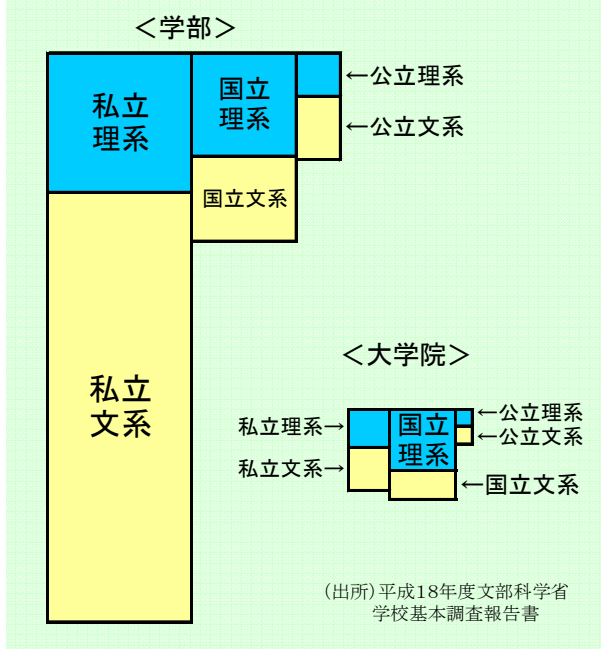 ＜学部＞
私立
理系
国立
理系
←公立理系
←公立文系
国立文系
私立
文系
＜大学院＞
私立理系→
国立
理系
←公立理系
←公立文系
私立文系→
←国立文系
(出所)平成18年度文部科学省
学校基本調査報告書